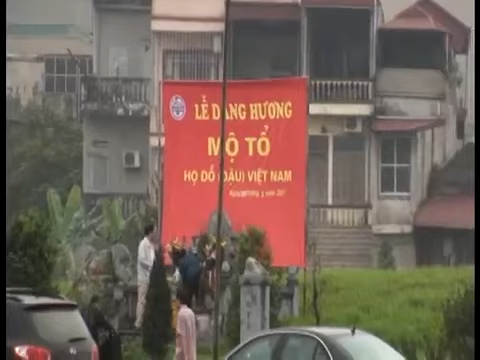 LỄ DÂNG HƯƠNG
MỘ TỔ
HỌ ĐỖ (ĐẬU) VIỆT NAM